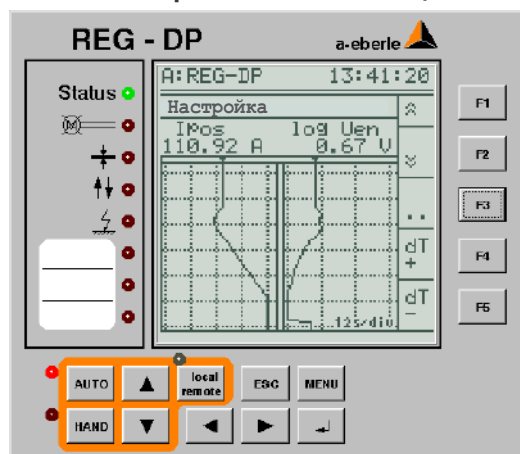 REG - DP
a-eberle
Status
A:REG-DP 13:41:20
Настройка
Ipos log Uen
110.92 A 0.67 V
..
dT
+
dT
-
12s/div
F1
F2
F3
F4
F5
AUTO
local
remote
ESC
MENU
HAND